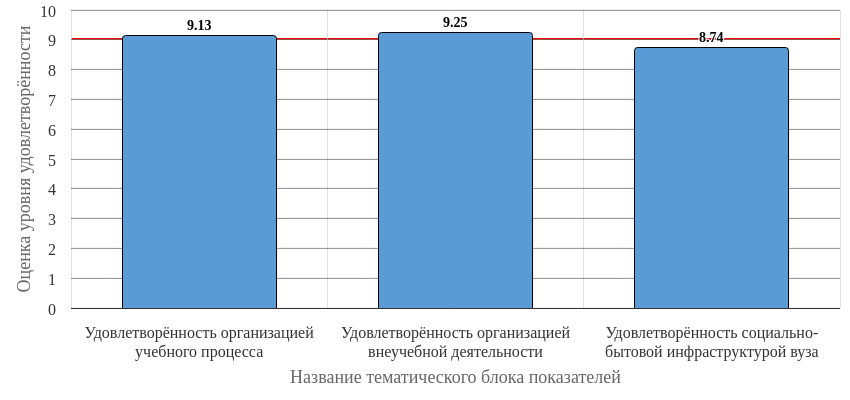 Оценка уровня удовлетворённости
10
9
8
7
6
5
4
3
2
1
0
9.13
9.25
8.74
Удовлетворённость организацией
учебного процесса
Удовлетворённость организацией
внеучебной деятельности
Удовлетворённость социально-
бытовой инфраструктурой вуза
Название тематического блока показателей